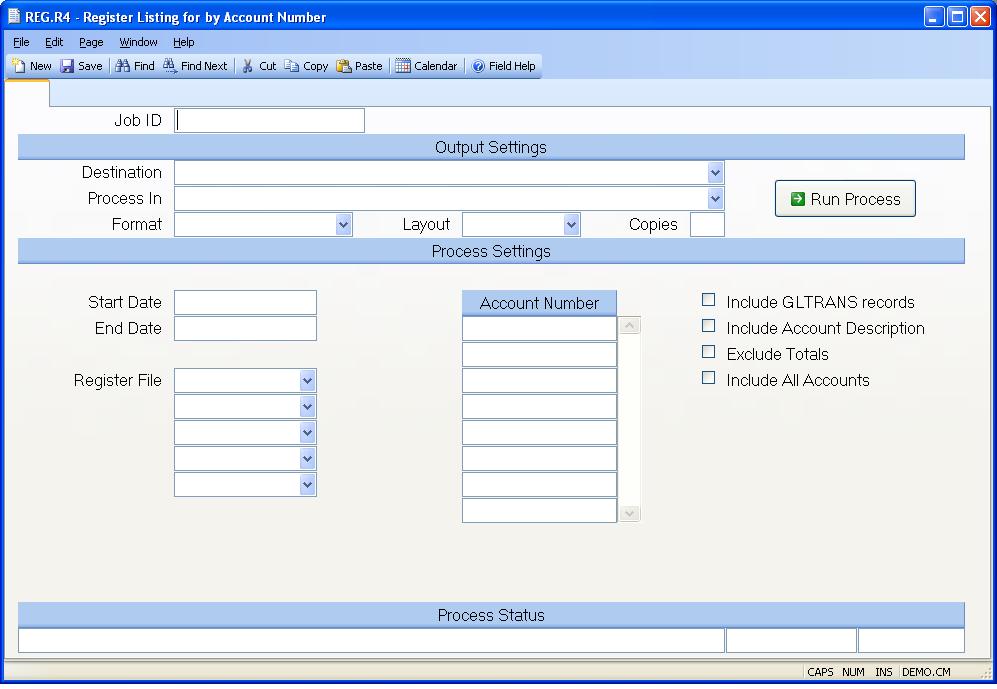 REG.R4 - Register Listing for by Account Number
File Edit Page Window Help
New Save Find Find Next Cut Copy Paste Calendar Field Help
Job ID
Output Settings
Destination
Process In
Run Process
Format Layout Copies
Process Settings
Start Date Account Number Include GLTRANS records
End Date Include Account Description
Exclude Totals
Register File Include All Accounts
Process Status
CAPS NUM INS DEMO.CM